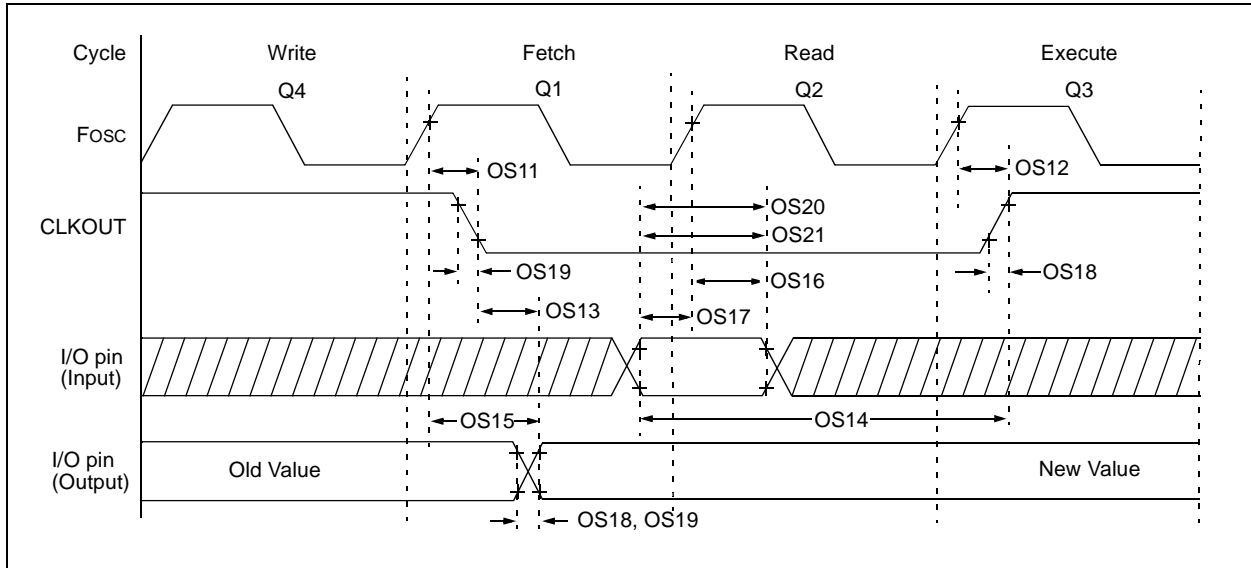 Cycle Write Fetch Read Execute
Q4 Q1 Q2 Q3
FOSC
OS11 OS12
OS20
CLKOUT
OS21
OS19 OS16 OS18
OS13 OS17
I/O pin
(Input)
OS15 OS14
I/O pin
(Output)
Old Value New Value
OS18, OS19